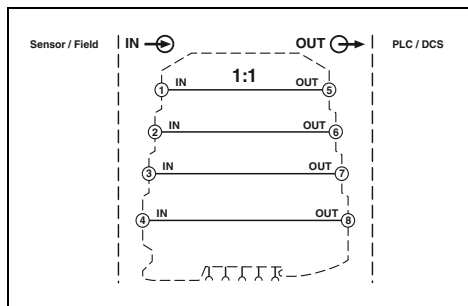 Sensor / Field IN OUT PLC / DCS
1:1
1 IN OUT 5
2 IN OUT 6
3 IN OUT 7
4 IN OUT 8